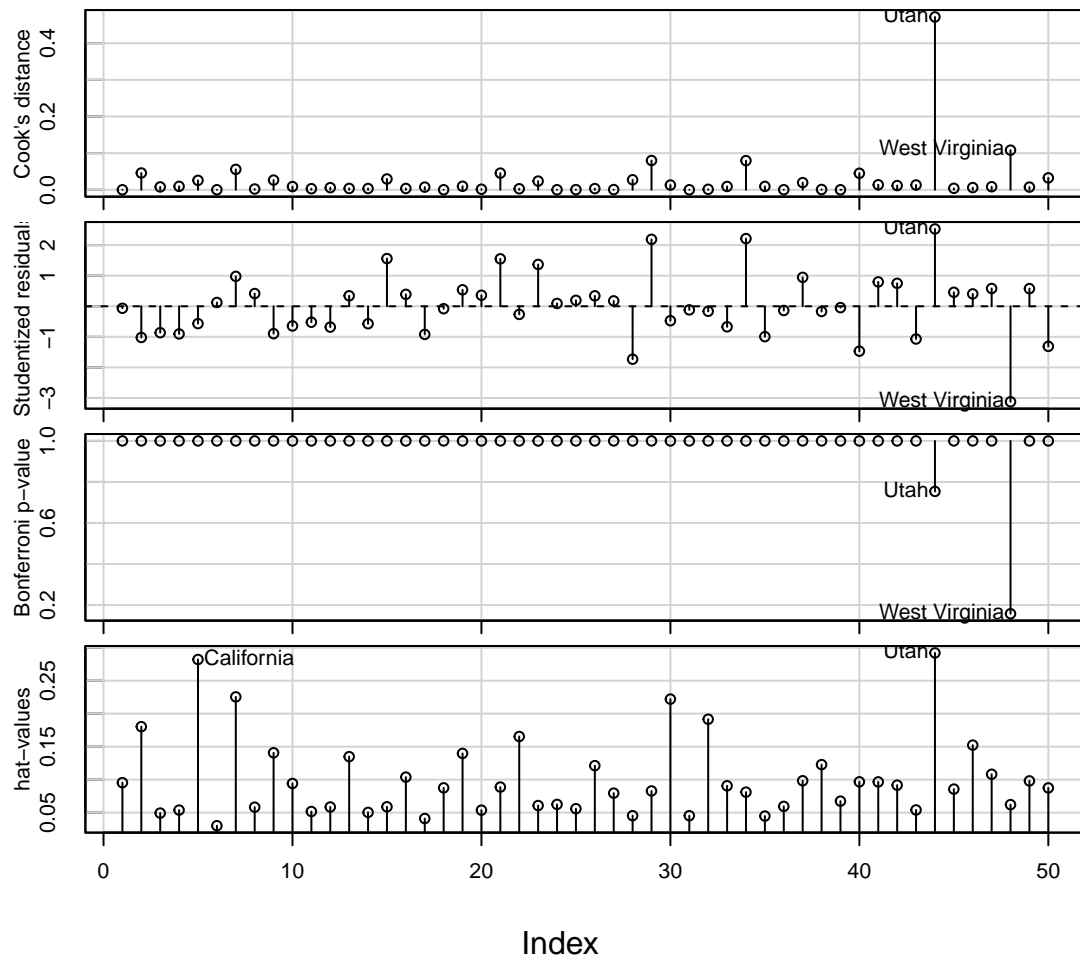 Cook's distance
0.0 0.2 0.4
Utah
West Virginia
Studentized residuals
−3 −1 1 2
Utah
West Virginia
Bonferroni p−value
0.2 0.6 1.0
Utah
West Virginia
hat−values
0.05 0.15 0.25
California
Utah
0 10 20 30 40 50
Index